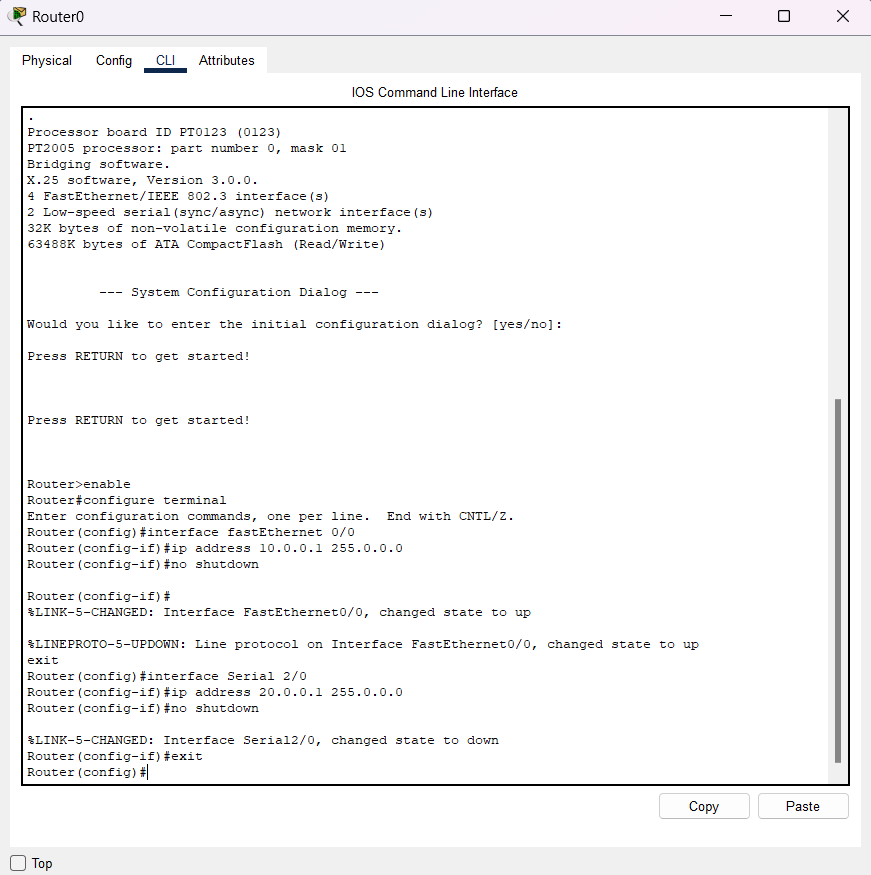 Router0
Physical Config CLI Attributes
IOS Command Line Interface
.
Processor board ID PT0123 (0123)
PT2005 processor: part number 0, mask 01
Bridging software.
X.25 software, Version 3.0.0.
4 FastEthernet/IEEE 802.3 interface(s)
2 Low-speed serial(sync/async) network interface(s)
32K bytes of non-volatile configuration memory.
63488K bytes of ATA CompactFlash (Read/Write)
--- System Configuration Dialog ---
Would you like to enter the initial configuration dialog? [yes/no]:
Press RETURN to get started!
Press RETURN to get started!
Router>enable
Router#configure terminal
Enter configuration commands, one per line.  End with CNTL/Z.
Router(config)#interface fastEthernet 0/0
Router(config-if)#ip address 10.0.0.1 255.0.0.0
Router(config-if)#no shutdown
Router(config-if)#
%LINK-5-CHANGED: Interface FastEthernet0/0, changed state to up
%LINEPROTO-5-UPDOWN: Line protocol on Interface FastEthernet0/0, changed state to up
exit
Router(config)#interface Serial 2/0
Router(config-if)#ip address 20.0.0.1 255.0.0.0
Router(config-if)#no shutdown
%LINK-5-CHANGED: Interface Serial2/0, changed state to down
Router(config-if)#exit
Router(config)#
Copy Paste
Top